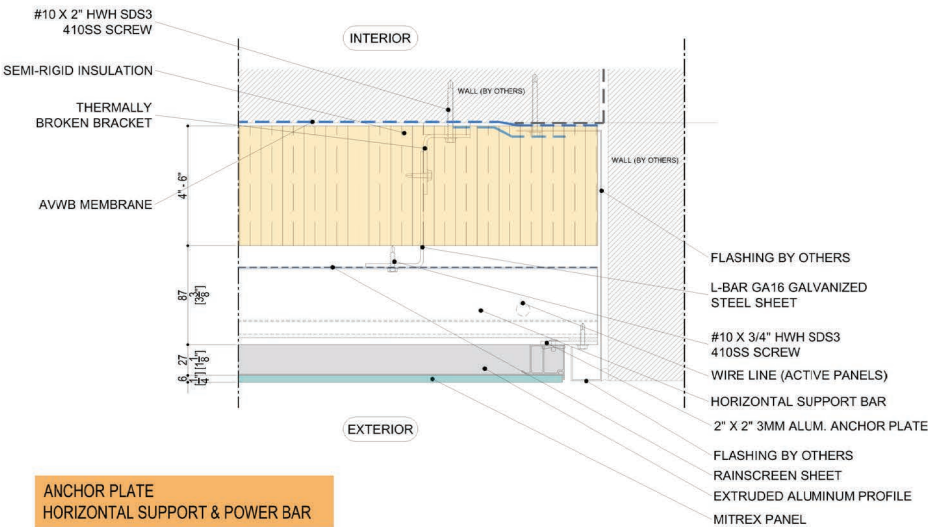 #10 X 2" HWH SDS3
410SS SCREW
INTERIOR
SEMI-RIGID INSULATION
WALL (BY OTHERS)
THERMALLY
BROKEN BRACKET
WALL (BY OTHERS)
4" - 6"
AVWB MEMBRANE
FLASHING BY OTHERS
L-BAR GA16 GALVANIZED
STEEL SHEET
87
[3 3/8"]
#10 X 3/4" HWH SDS3
410SS SCREW
27
[1 1/8"]
WIRE LINE (ACTIVE PANELS)
6
[1/4"]
HORIZONTAL SUPPORT BAR
2" X 2" 3MM ALUM. ANCHOR PLATE
EXTERIOR
FLASHING BY OTHERS
RAINSCREEN SHEET
EXTRUDED ALUMINUM PROFILE
MITREX PANEL
ANCHOR PLATE
HORIZONTAL SUPPORT & POWER BAR